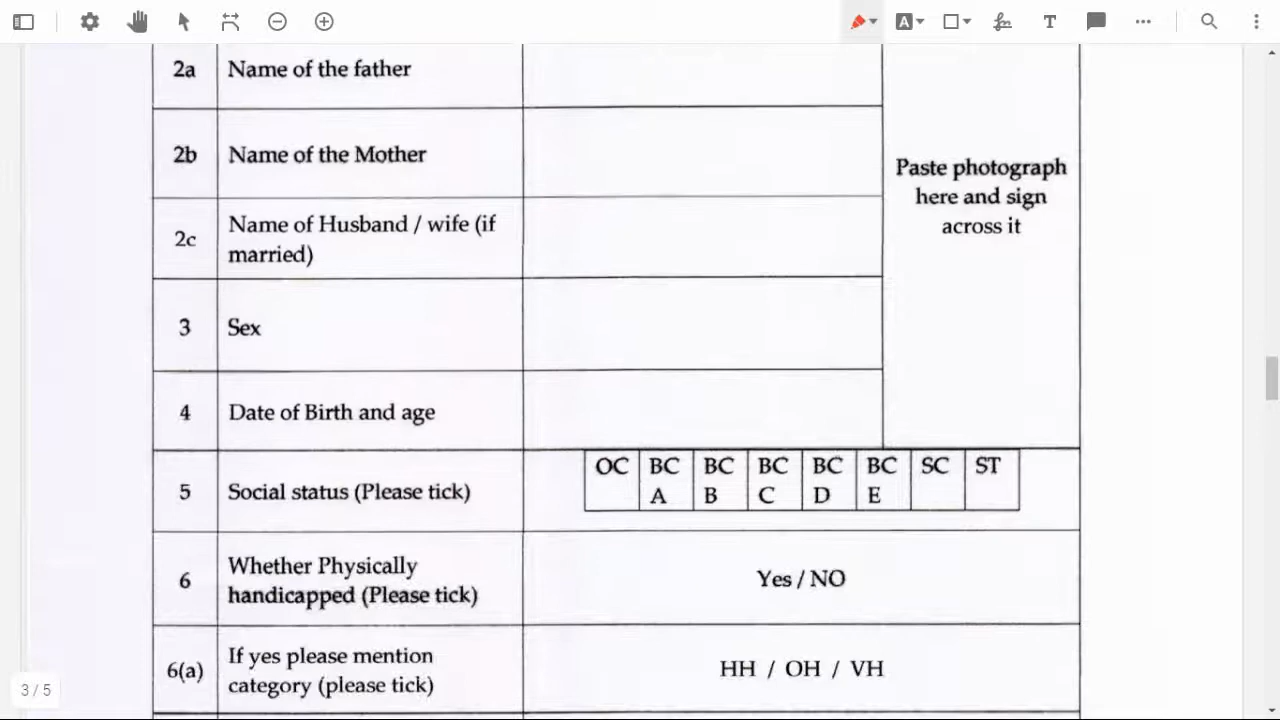 2a Name of the father
2b Name of the Mother
Paste photograph
here and sign
across it
2c Name of Husband / wife (if
married)
3 Sex
4 Date of Birth and age
5 Social status (Please tick)
OC BC BC BC BC BC SC ST
A B C D E
6 Whether Physically
handicapped (Please tick)
Yes / NO
6(a) If yes please mention
category (please tick)
HH / OH / VH
3 / 5